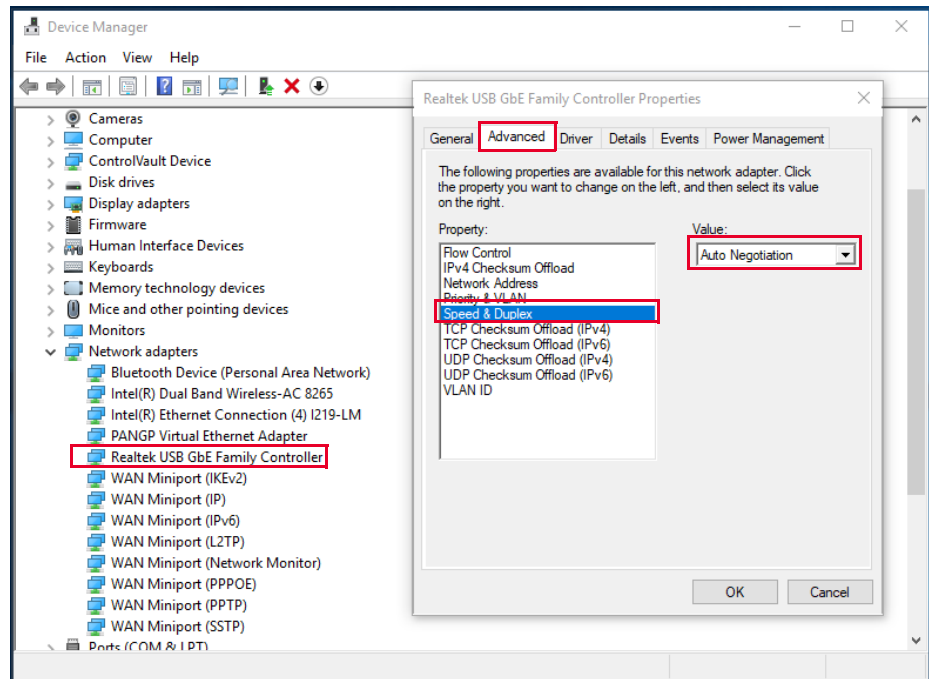 Device Manager
File Action View Help
Cameras
Computer
ControlVault Device
Disk drives
Display adapters
Firmware
Human Interface Devices
Keyboards
Memory technology devices
Mice and other pointing devices
Monitors
Network adapters
Bluetooth Device (Personal Area Network)
Intel(R) Dual Band Wireless-AC 8265
Intel(R) Ethernet Connection (4) I219-LM
PANGP Virtual Ethernet Adapter
Realtek USB GbE Family Controller
WAN Miniport (IKEv2)
WAN Miniport (IP)
WAN Miniport (IPv6)
WAN Miniport (L2TP)
WAN Miniport (Network Monitor)
WAN Miniport (PPPOE)
WAN Miniport (PPTP)
WAN Miniport (SSTP)
Ports (COM & LPT)
Realtek USB GbE Family Controller Properties
General Advanced Driver Details Events Power Management
The following properties are available for this network adapter. Click
the property you want to change on the left, and then select its value
on the right.
Property:
Flow Control
IPv4 Checksum Offload
Network Address
Priority & VLAN
Speed & Duplex
TCP Checksum Offload (IPv4)
TCP Checksum Offload (IPv6)
UDP Checksum Offload (IPv4)
UDP Checksum Offload (IPv6)
VLAN ID
Value:
Auto Negotiation
OK Cancel